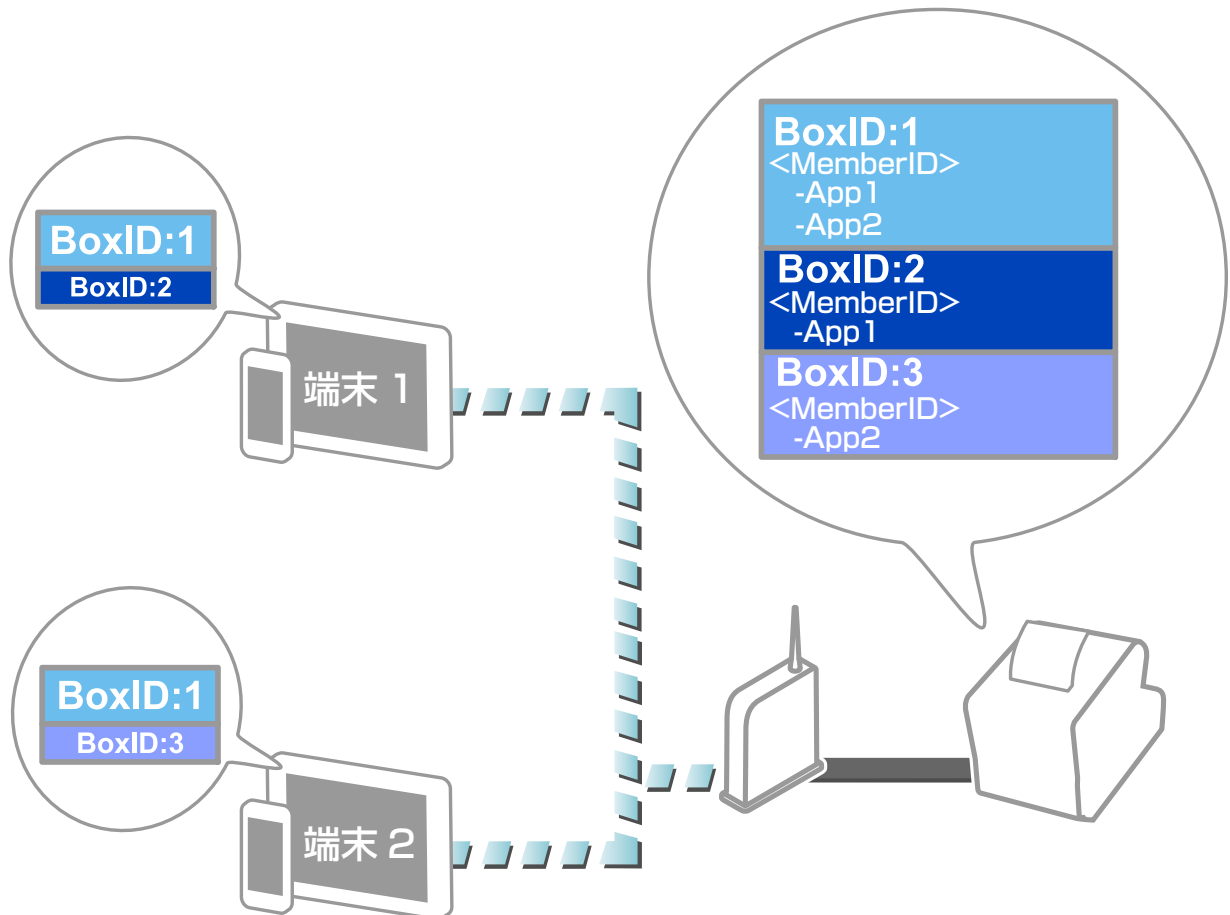 BoxID:1
<MemberID>
-App1
-App2
BoxID:2
<MemberID>
-App1
BoxID:3
<MemberID>
-App2
BoxID:1
BoxID:2
端末 1
BoxID:1
BoxID:3
端末 2